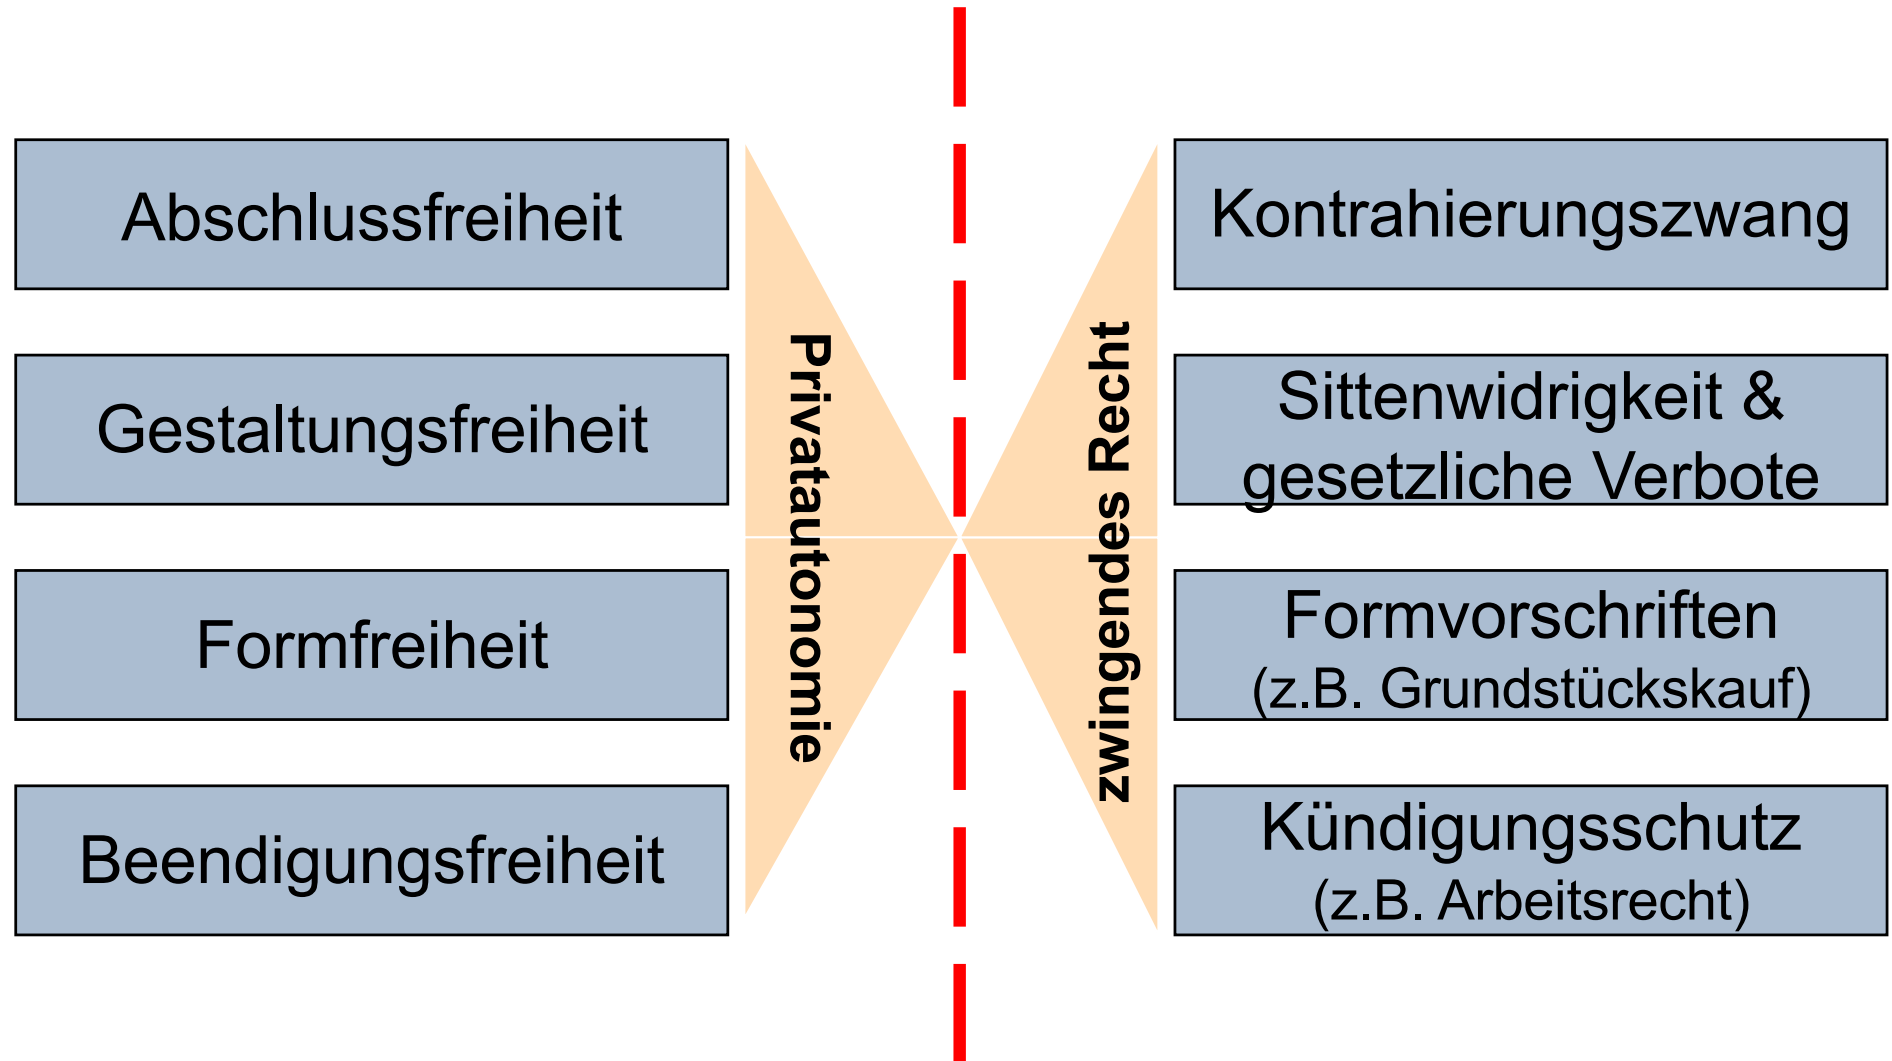 Abschlussfreiheit
Gestaltungsfreiheit
Formfreiheit
Beendigungsfreiheit
Privatautonomie
zwingendes Recht
Kontrahierungszwang
Sittenwidrigkeit &
gesetzliche Verbote
Formvorschriften
(z.B. Grundstückskauf)
Kündigungsschutz
(z.B. Arbeitsrecht)